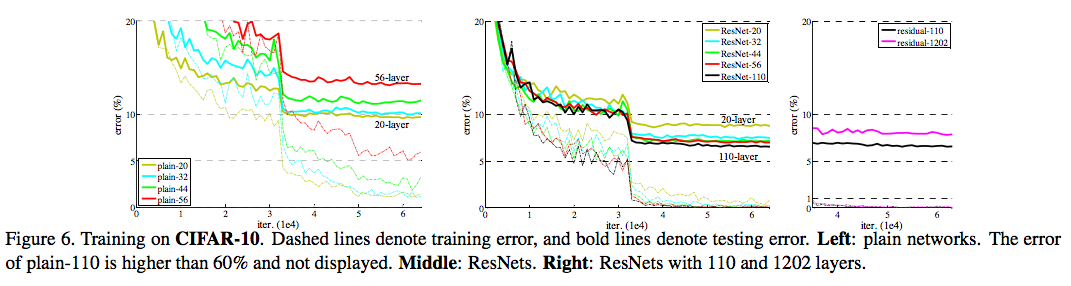 20
10
5
0
error (%)
56-layer
20-layer
plain-20
plain-32
plain-44
plain-56
0 1 2 3 4 5 6
iter. (1e4)
20
10
5
0
error (%)
ResNet-20
ResNet-32
ResNet-44
ResNet-56
ResNet-110
20-layer
110-layer
0 1 2 3 4 5 6
iter. (1e4)
20
10
5
1
0
error (%)
residual-110
residual-1202
4 5 6
iter. (1e4)
Figure 6. Training on CIFAR-10. Dashed lines denote training error, and bold lines denote testing error. Left: plain networks. The error
of plain-110 is higher than 60% and not displayed. Middle: ResNets. Right: ResNets with 110 and 1202 layers.